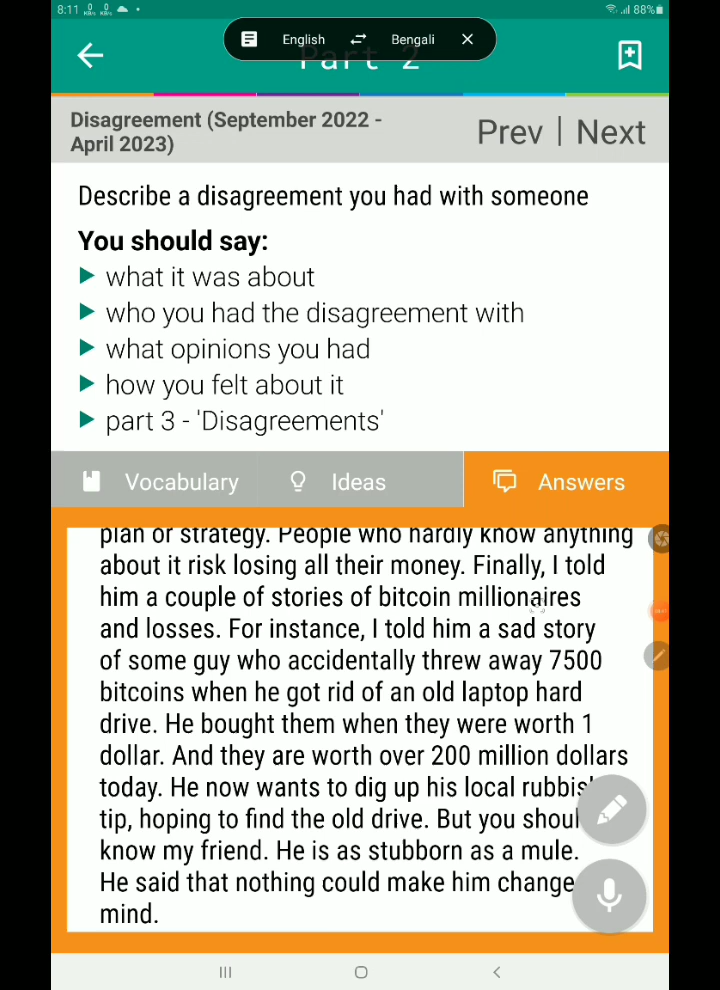 8:11
88%
English
Bengali
Part 2
Disagreement (September 2022 -
April 2023)
Prev | Next
Describe a disagreement you had with someone
You should say:
what it was about
who you had the disagreement with
what opinions you had
how you felt about it
part 3 - 'Disagreements'
Vocabulary
Ideas
Answers
plan or strategy. People who hardly know anything
about it risk losing all their money. Finally, I told
him a couple of stories of bitcoin millionaires
and losses. For instance, I told him a sad story
of some guy who accidentally threw away 7500
bitcoins when he got rid of an old laptop hard
drive. He bought them when they were worth 1
dollar. And they are worth over 200 million dollars
today. He now wants to dig up his local
tip, hoping to find the old drive. But you
know my friend. He is as stubborn as a mule.
He said that nothing could make him change
mind.